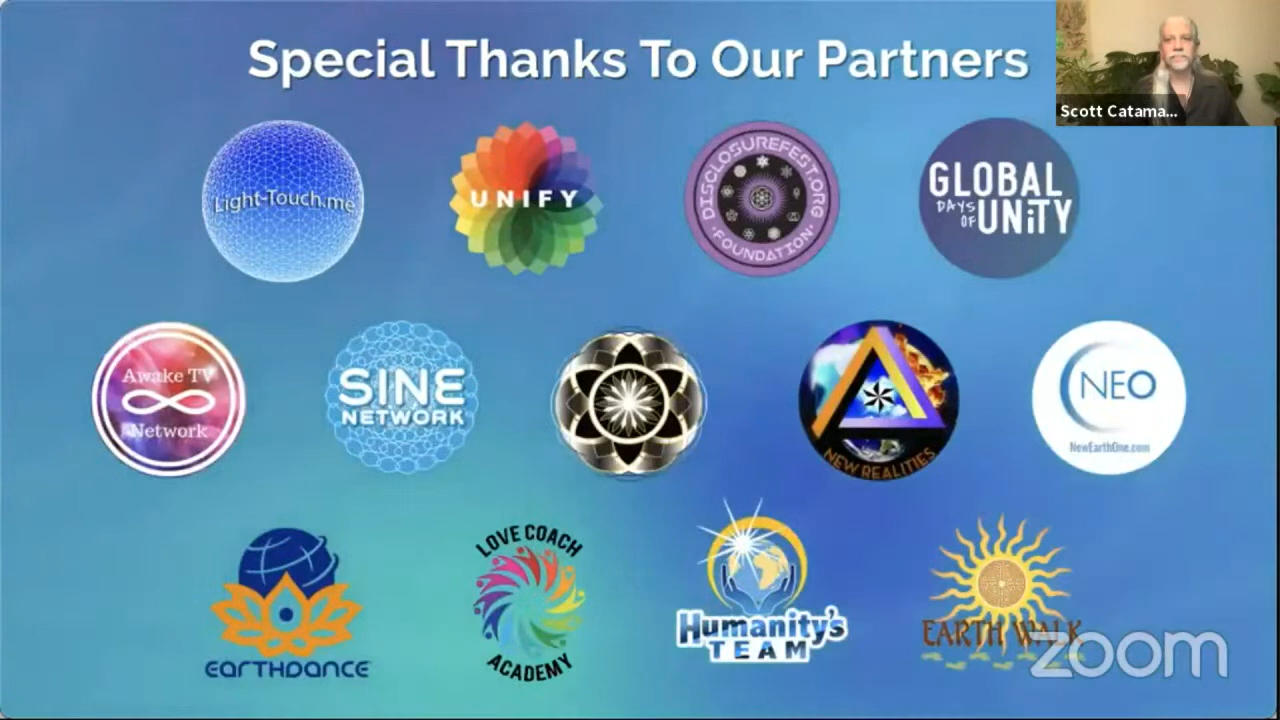 Special Thanks To Our Partners
Scott Catama...
Light-Touch.me
UNIFY
DISCLOSUREFEST.ORG
FOUNDATION
GLOBAL
DAYS
OF UNiTY
Awake TV
Network
SINE
NETWORK
NEW REALITIES
NEO
NewEarthOne.com
EARTHDANCE
LOVE COACH
ACADEMY
Humanity's
TEAM
EARTH WALK
zoom